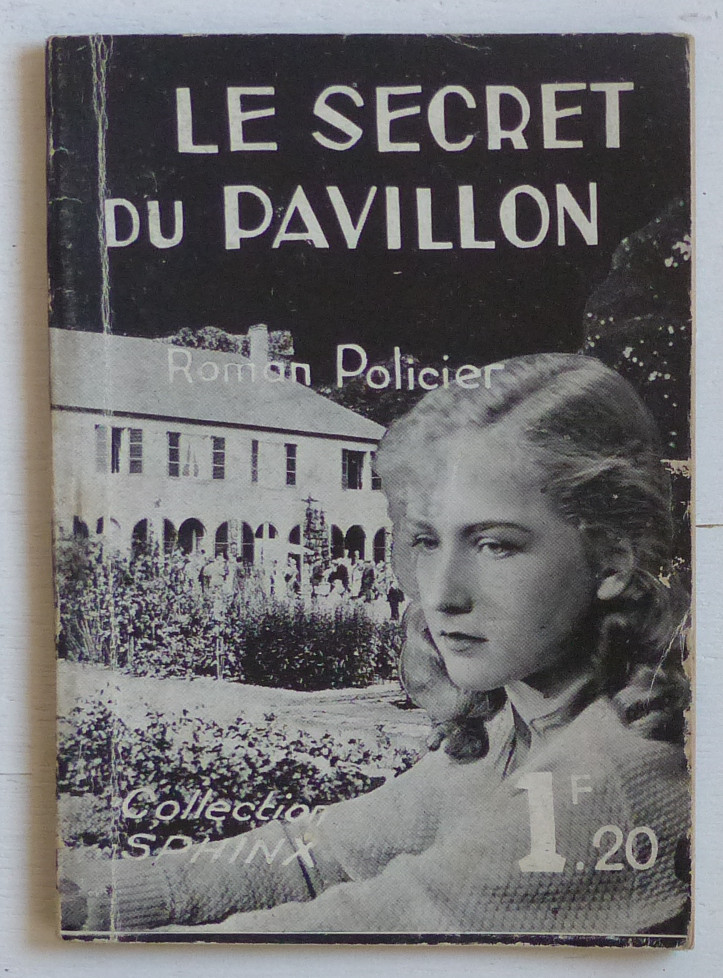 LE SECRET
DU PAVILLON
Roman Policier
Collection
SPHINX
1F.20